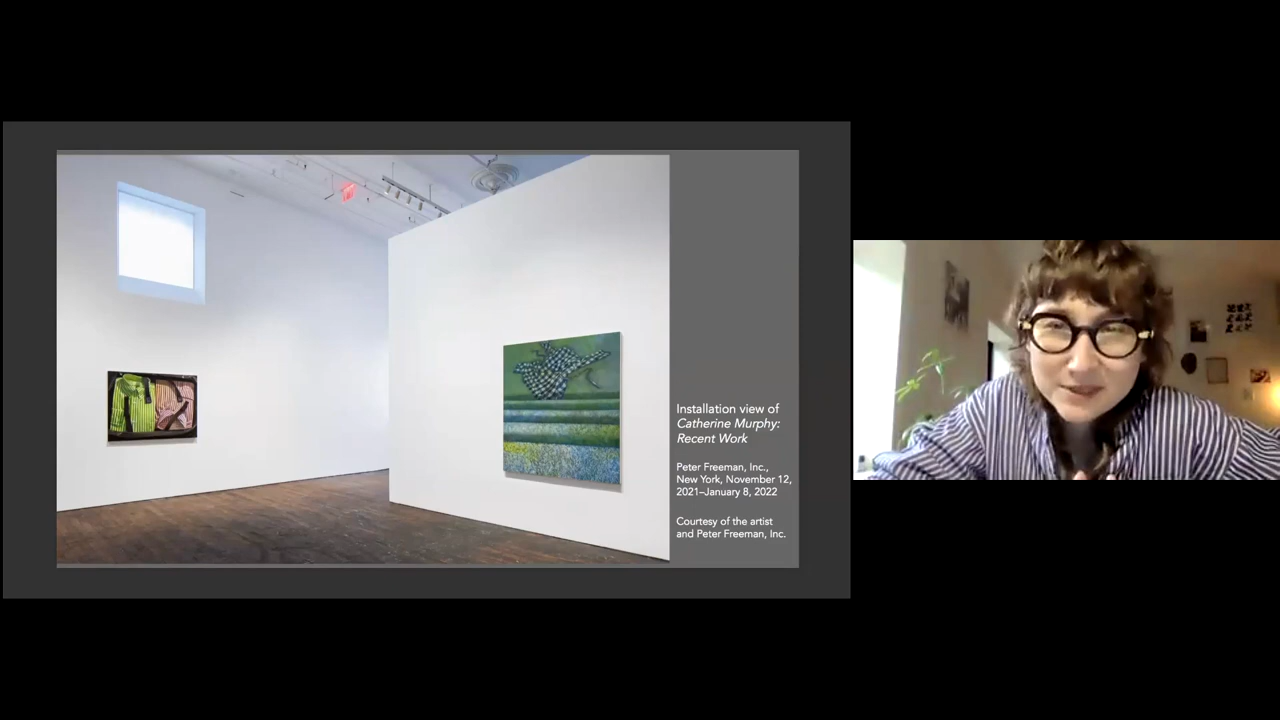 Installation view of
Catherine Murphy:
Recent Work
Peter Freeman, Inc.,
New York, November 12,
2021–January 8, 2022
Courtesy of the artist
and Peter Freeman, Inc.